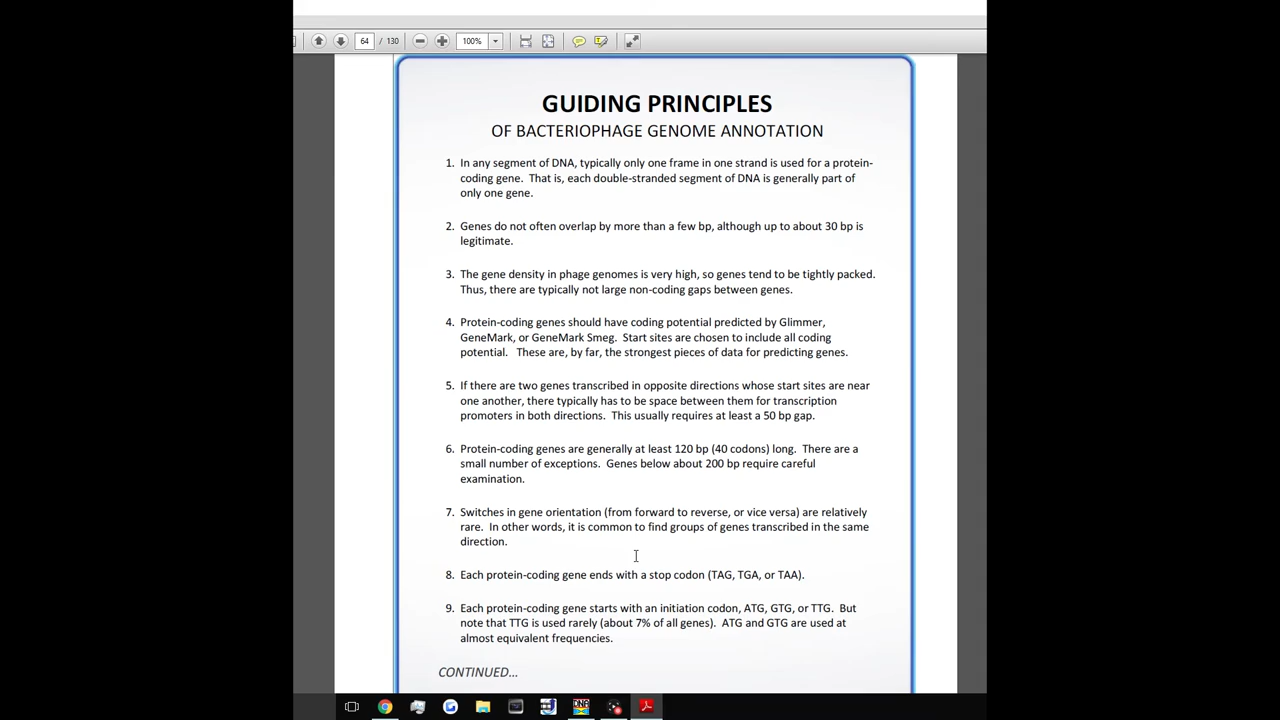 64 / 130
100%
GUIDING PRINCIPLES
OF BACTERIOPHAGE GENOME ANNOTATION
1. In any segment of DNA, typically only one frame in one strand is used for a protein-
coding gene. That is, each double-stranded segment of DNA is generally part of
only one gene.
2. Genes do not often overlap by more than a few bp, although up to about 30 bp is
legitimate.
3. The gene density in phage genomes is very high, so genes tend to be tightly packed.
Thus, there are typically not large non-coding gaps between genes.
4. Protein-coding genes should have coding potential predicted by Glimmer,
GeneMark, or GeneMark Smeg. Start sites are chosen to include all coding
potential. These are, by far, the strongest pieces of data for predicting genes.
5. If there are two genes transcribed in opposite directions whose start sites are near
one another, there typically has to be space between them for transcription
promoters in both directions. This usually requires at least a 50 bp gap.
6. Protein-coding genes are generally at least 120 bp (40 codons) long. There are a
small number of exceptions. Genes below about 200 bp require careful
examination.
7. Switches in gene orientation (from forward to reverse, or vice versa) are relatively
rare. In other words, it is common to find groups of genes transcribed in the same
direction.
8. Each protein-coding gene ends with a stop codon (TAG, TGA, or TAA).
9. Each protein-coding gene starts with an initiation codon, ATG, GTG, or TTG. But
note that TTG is used rarely (about 7% of all genes). ATG and GTG are used at
almost equivalent frequencies.
CONTINUED…
DNA